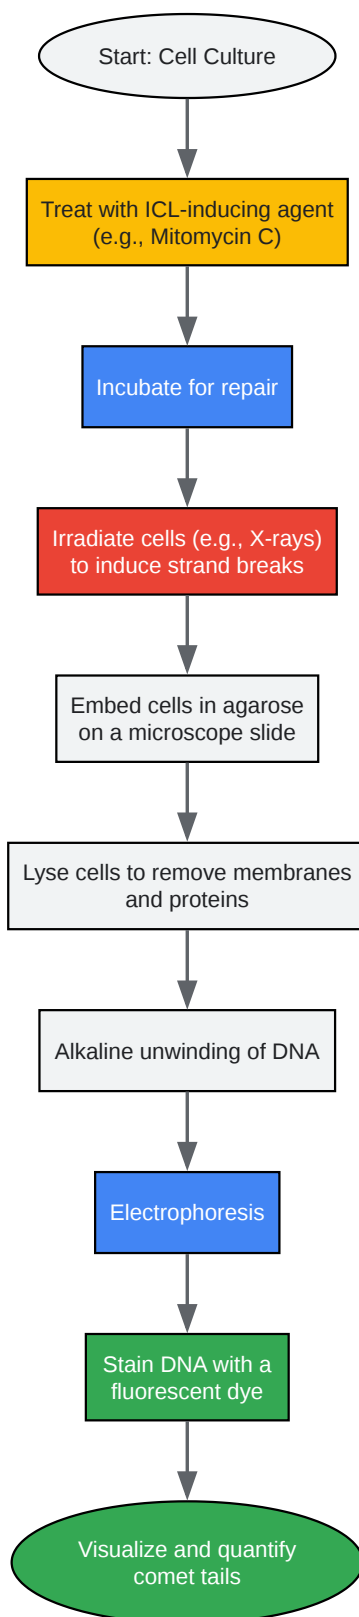 Start: Cell Culture
Treat with ICL-inducing agent
(e.g., Mitomycin C)
Incubate for repair
Irradiate cells (e.g., X-rays)
to induce strand breaks
Embed cells in agarose
on a microscope slide
Lyse cells to remove membranes
and proteins
Alkaline unwinding of DNA
Electrophoresis
Stain DNA with a
fluorescent dye
Visualize and quantify
comet tails